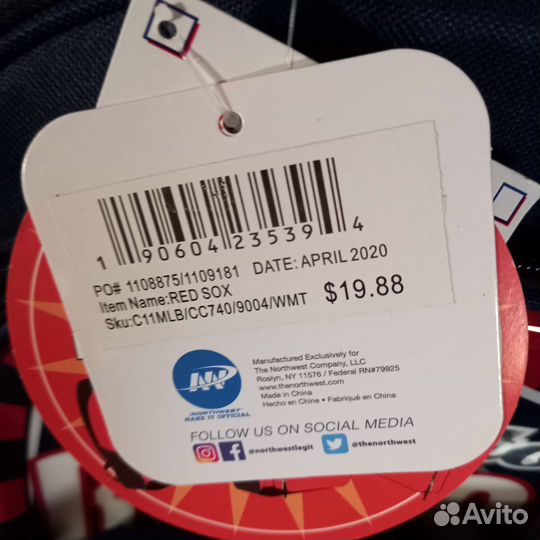 1 90604 23539 4
PO# 1108875/1109181 DATE: APRIL 2020
Item Name:RED SOX
Sku:C11MLB/CC740/9004/WMT $19.88
Manufactured Exclusively for
The Northwest Company, LLC
Roslyn, NY 11576 / Federal RN#79925
www.thenorthwest.com
Made in China
Hecho en China • Fabriqué en China
NW
NORTHWEST
MAKE IT OFFICIAL
FOLLOW US ON SOCIAL MEDIA
@northwestlegit @thenorthwest
Avito